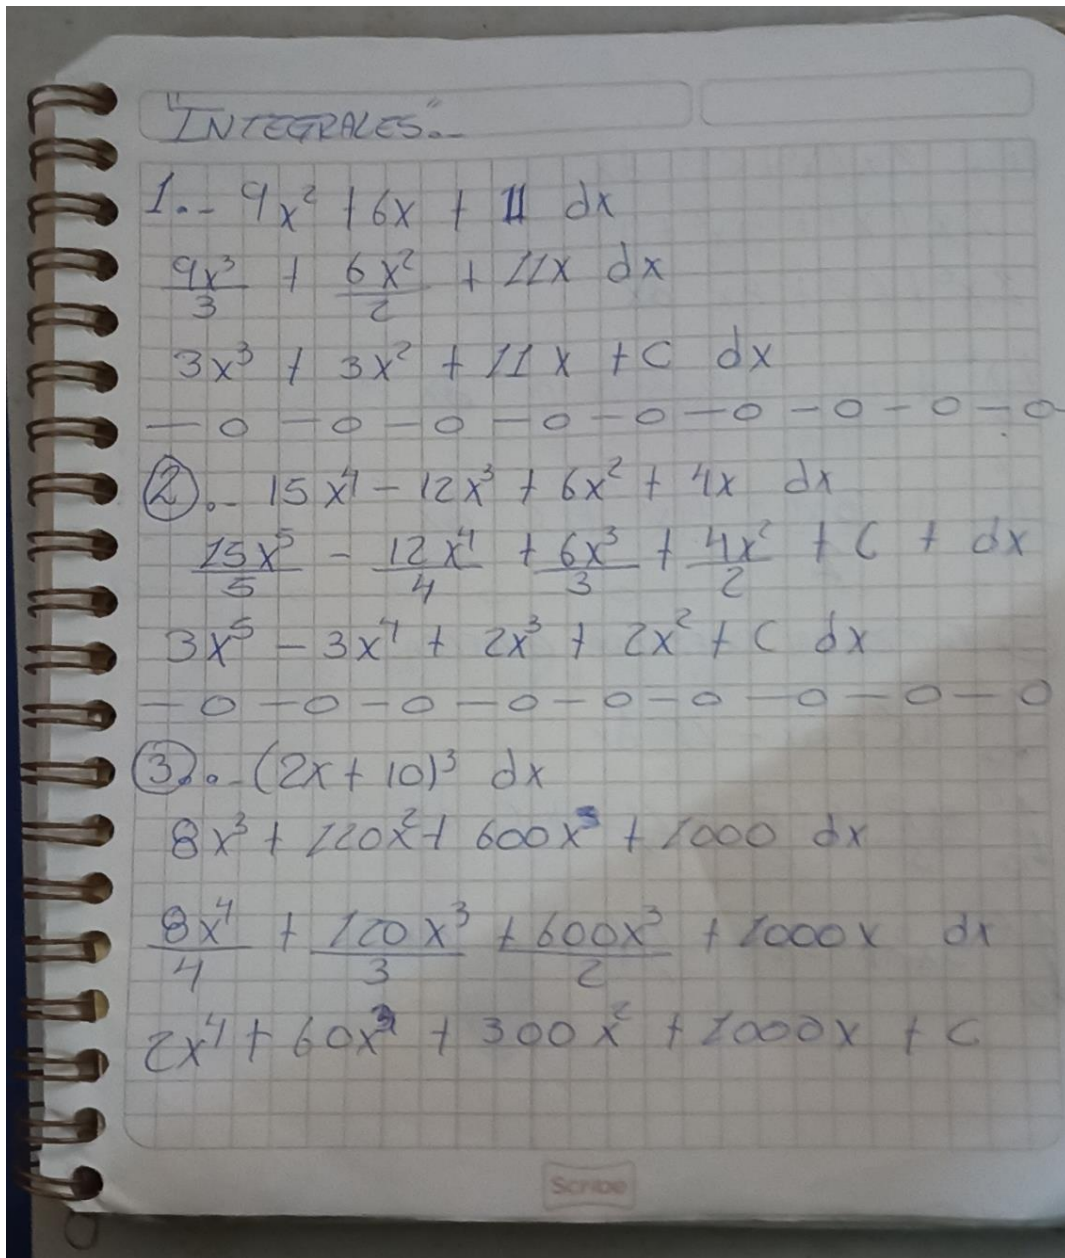 "INTEGRALES"..
1.- 9x² + 6x + 11 dx
9x³/3 + 6x²/2 + 11x dx
3x³ + 3x² + 11x + C dx
— o — o — o — o — o — o — o — o — o
2.- 15x⁴ - 12x³ + 6x² + 4x dx
15x⁵/5 - 12x⁴/4 + 6x³/3 + 4x²/2 + C + dx
3x⁵ - 3x⁴ + 2x³ + 2x² + C dx
— o — o — o — o — o — o — o — o — o
3.- (2x + 10)³ dx
8x³ + 120x² + 600x³ + 1000 dx
8x⁴/4 + 120x³/3 + 600x³/2 + 1000x dx
2x⁴ + 60x³ + 300x² + 1000x + C
Scribe